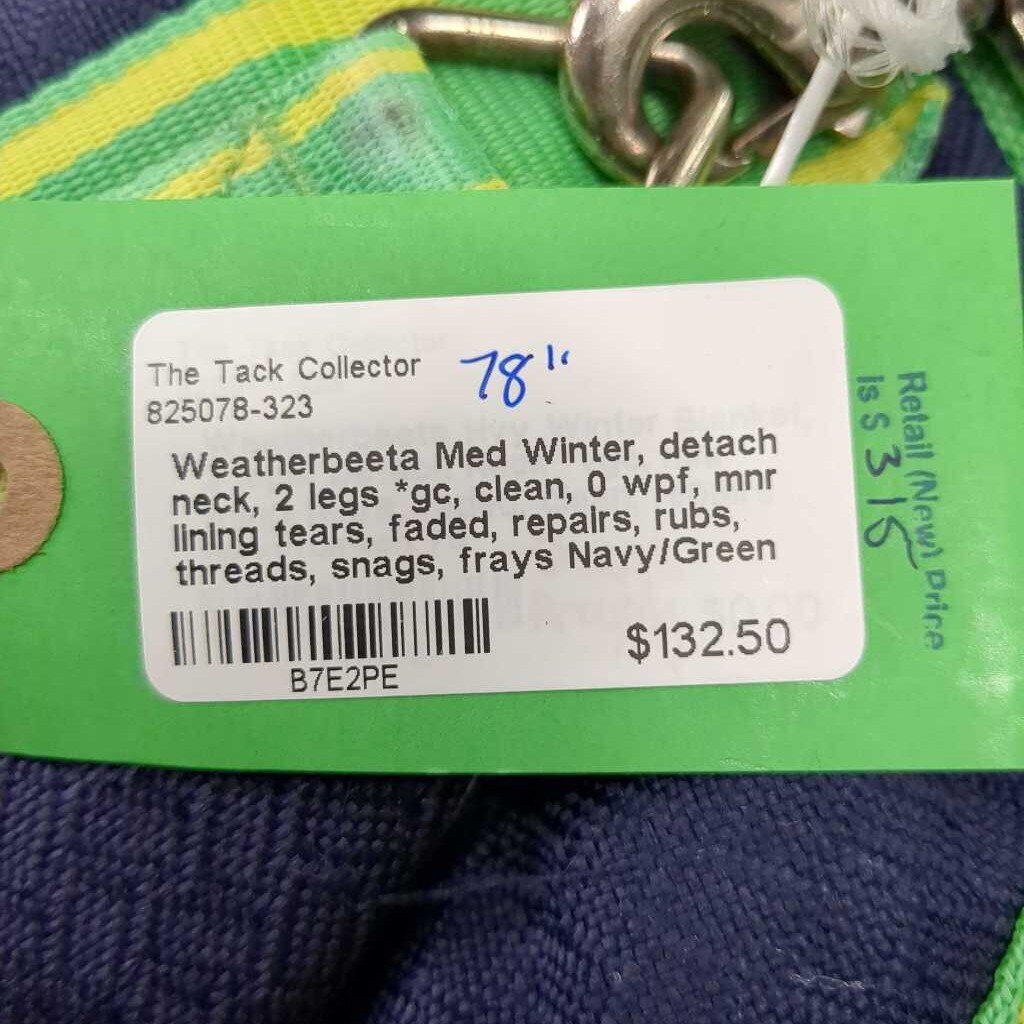 The Tack Collector
78"
825078-323
Weatherbeeta Med Winter, detach
neck, 2 legs *gc, clean, 0 wpf, mnr
lining tears, faded, repairs, rubs,
threads, snags, frays Navy/Green
B7E2PE
$132.50
Retail (New) Price
Is $ 315